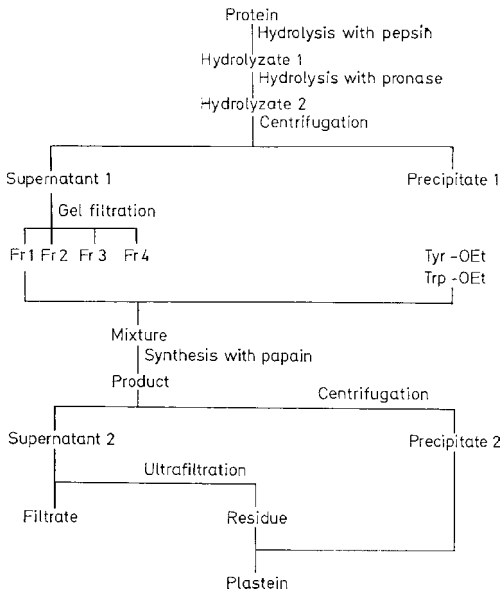 Protein
Hydrolysis with pepsin
Hydrolyzate 1
Hydrolysis with pronase
Hydrolyzate 2
Centrifugation
Supernatant 1
Precipitate 1
Gel filtration
Fr 1 Fr 2 Fr 3 Fr 4
Tyr -OEt
Trp -OEt
Mixture
Synthesis with papain
Product
Centrifugation
Supernatant 2
Precipitate 2
Ultrafiltration
Filtrate
Residue
Plastein